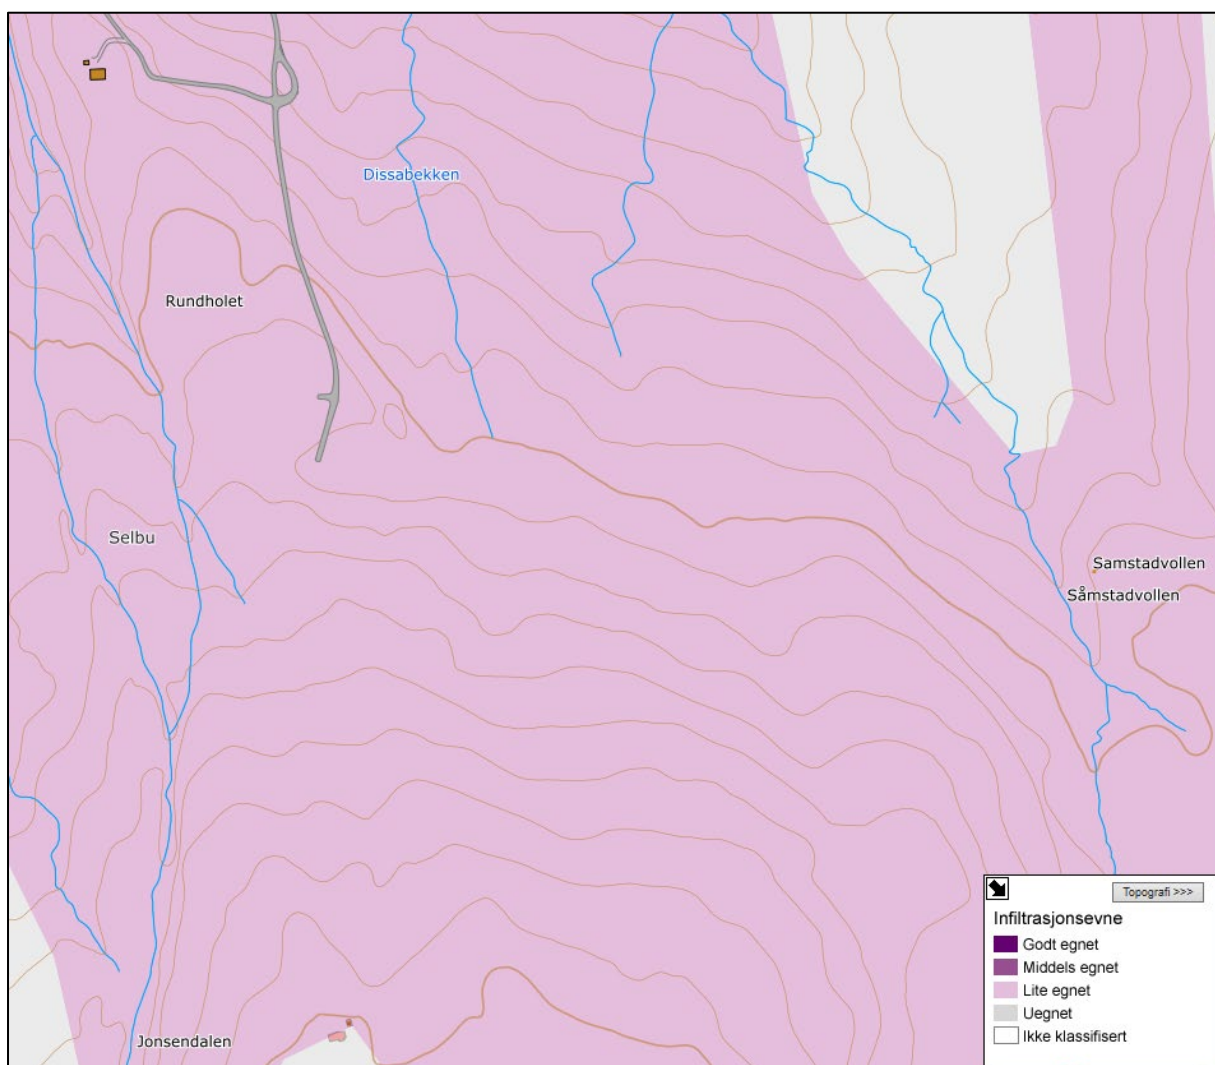 Dissabekken
Rundholet
Selbu
Samstadvollen
Såmstadvollen
Jonsendalen
Topografi >>>
Infiltrasjonsevne
Godt egnet
Middels egnet
Lite egnet
Uegnet
Ikke klassifisert